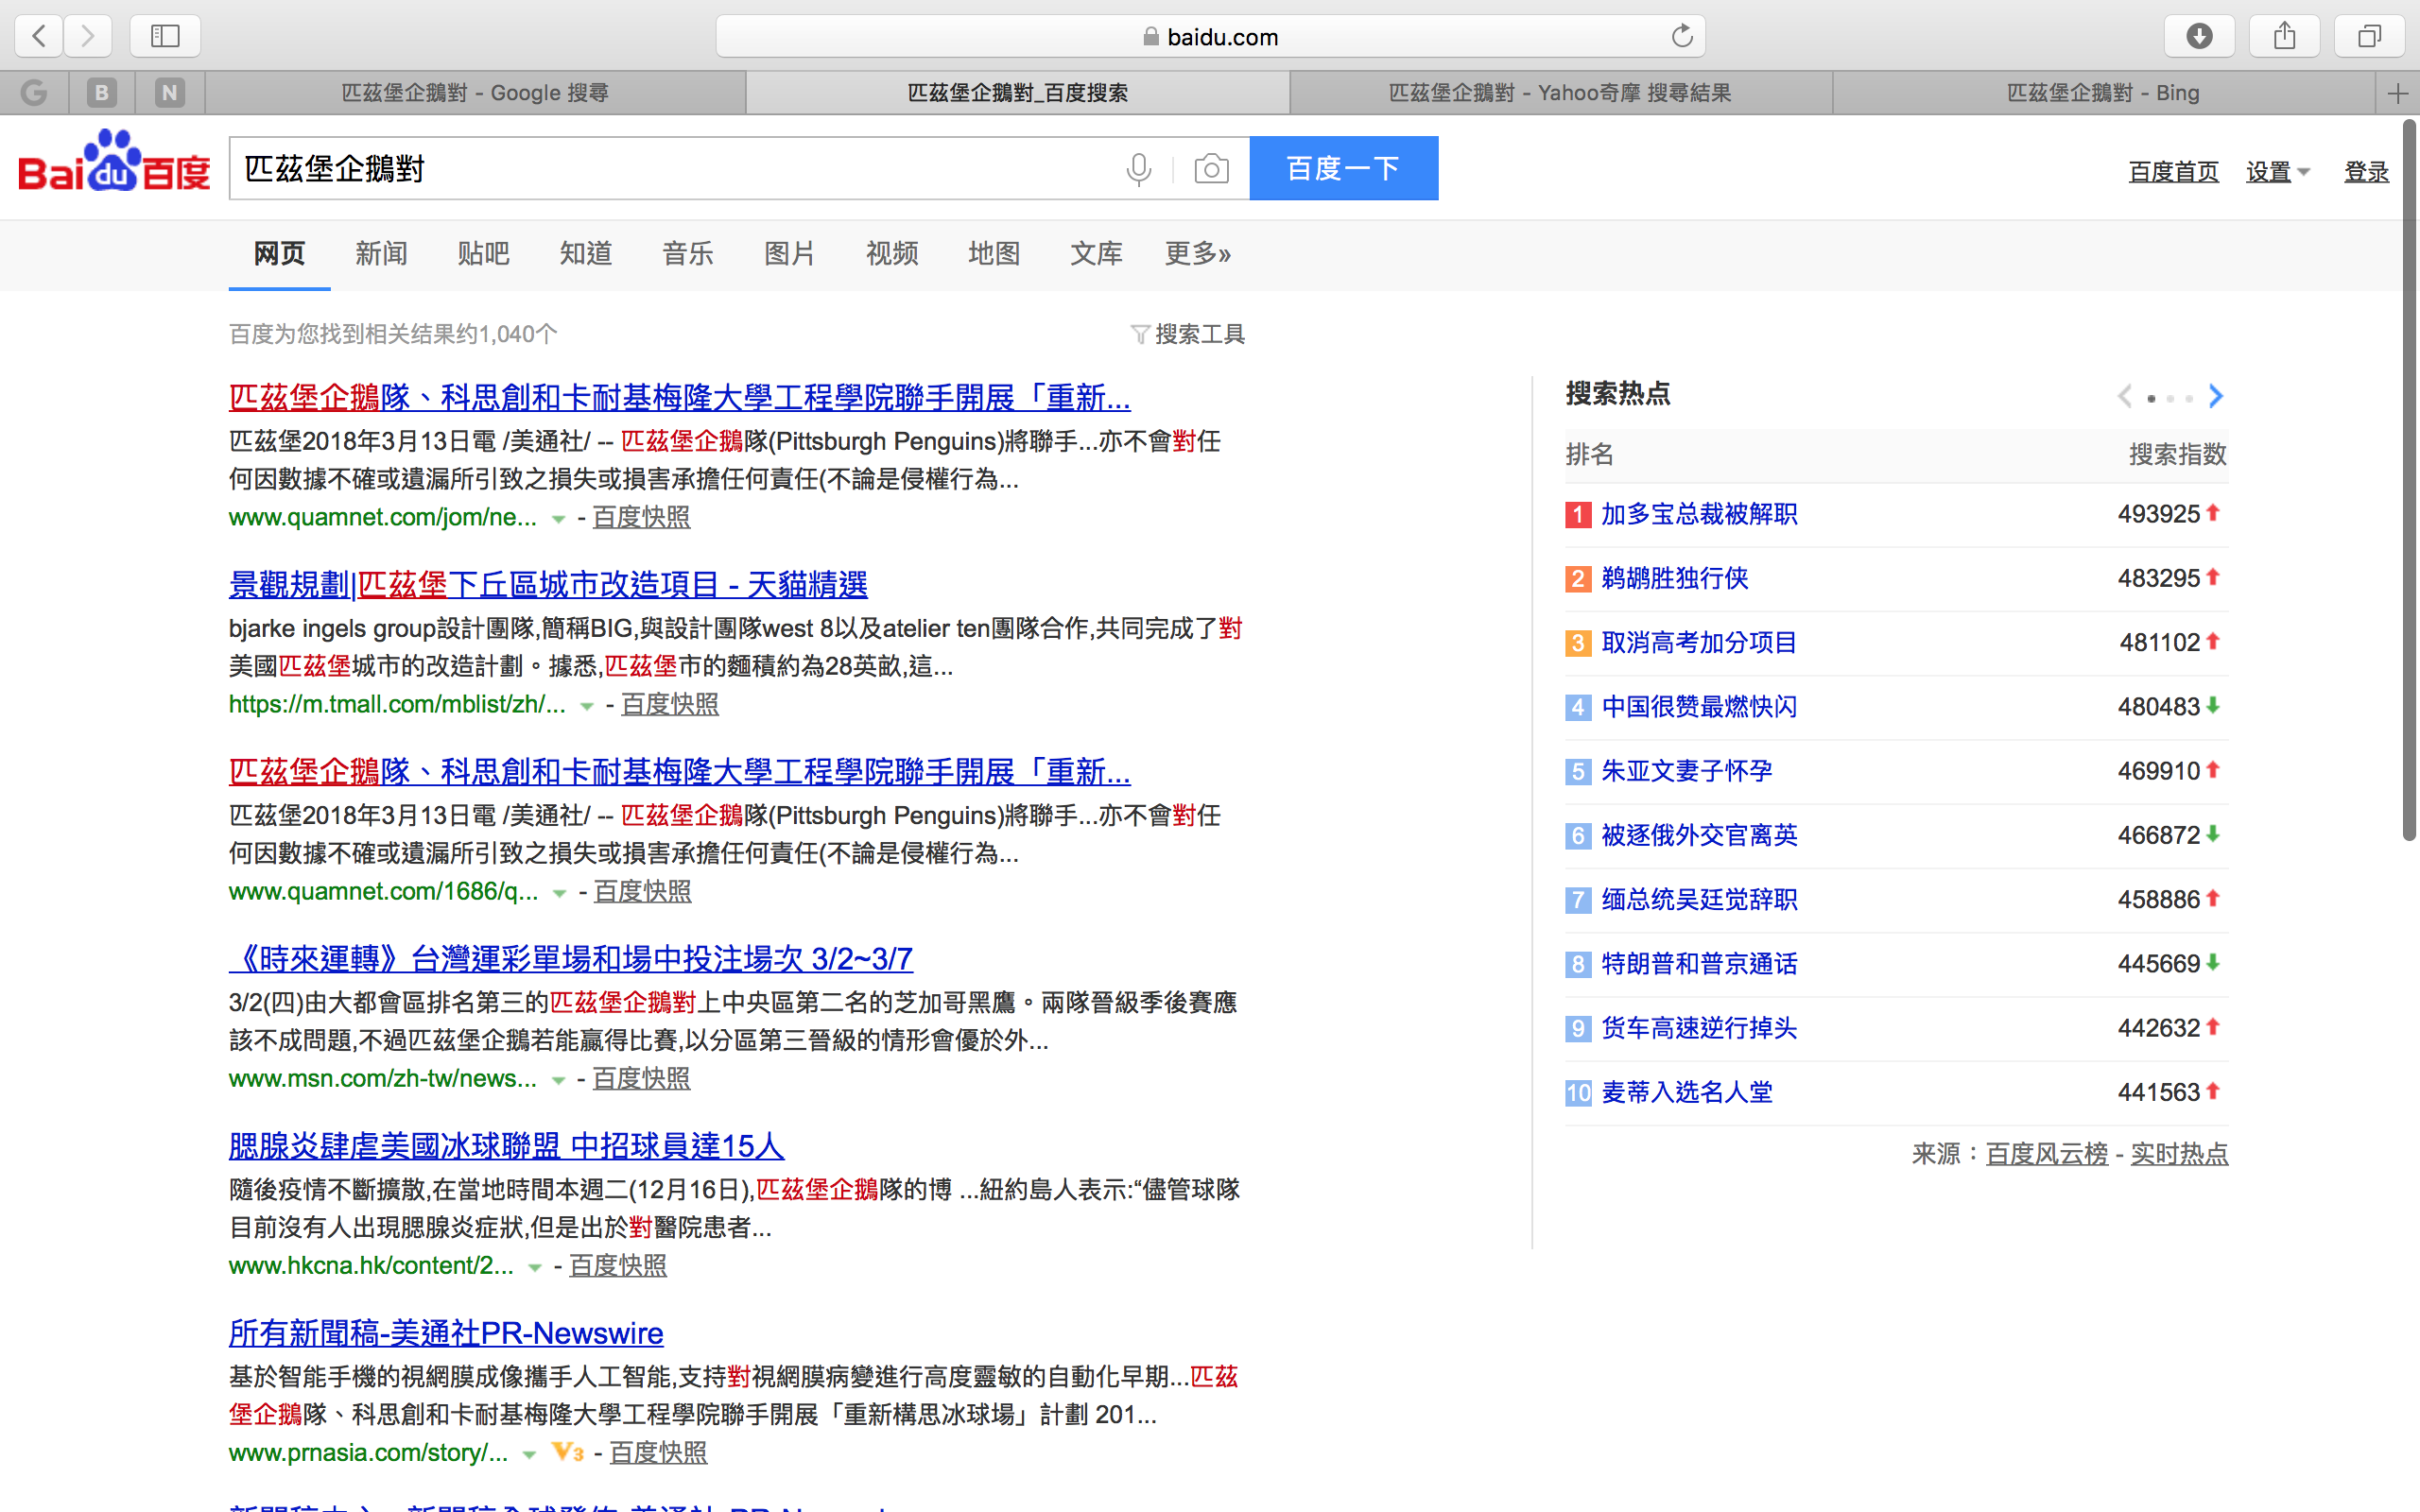 baidu.com
G
B
N
匹茲堡企鵝對 - Google 搜尋
匹茲堡企鵝對_百度搜索
匹茲堡企鵝對 - Yahoo奇摩 搜尋結果
匹茲堡企鵝對 - Bing
Bai du 百度
匹茲堡企鵝對
百度一下
百度首页 设置 登录
网页 新闻 贴吧 知道 音乐 图片 视频 地图 文库 更多»
百度为您找到相关结果约1,040个
搜索工具
匹茲堡企鵝隊、科思創和卡耐基梅隆大學工程學院聯手開展「重新...
匹茲堡2018年3月13日電 /美通社/ -- 匹茲堡企鵝隊(Pittsburgh Penguins)將聯手...亦不會對任
何因數據不確或遺漏所引致之損失或損害承擔任何責任(不論是侵權行為...
www.quamnet.com/jom/ne... - 百度快照
景觀規劃|匹茲堡下丘區城市改造項目 - 天貓精選
bjarke ingels group設計團隊,簡稱BIG,與設計團隊west 8以及atelier ten團隊合作,共同完成了對
美國匹茲堡城市的改造計劃。據悉,匹茲堡市的麵積約為28英畝,這...
https://m.tmall.com/mblist/zh/... - 百度快照
匹茲堡企鵝隊、科思創和卡耐基梅隆大學工程學院聯手開展「重新...
匹茲堡2018年3月13日電 /美通社/ -- 匹茲堡企鵝隊(Pittsburgh Penguins)將聯手...亦不會對任
何因數據不確或遺漏所引致之損失或損害承擔任何責任(不論是侵權行為...
www.quamnet.com/1686/q... - 百度快照
《時來運轉》台灣運彩單場和場中投注場次 3/2~3/7
3/2(四)由大都會區排名第三的匹茲堡企鵝對上中央區第二名的芝加哥黑鷹。兩隊晉級季後賽應
該不成問題,不過匹茲堡企鵝若能贏得比賽,以分區第三晉級的情形會優於外...
www.msn.com/zh-tw/news... - 百度快照
腮腺炎肆虐美國冰球聯盟 中招球員達15人
隨後疫情不斷擴散,在當地時間本週二(12月16日),匹茲堡企鵝隊的博 ...紐約島人表示:“儘管球隊
目前沒有人出現腮腺炎症狀,但是出於對醫院患者...
www.hkcna.hk/content/2... - 百度快照
所有新聞稿-美通社PR-Newswire
基於智能手機的視網膜成像攜手人工智能,支持對視網膜病變進行高度靈敏的自動化早期...匹茲
堡企鵝隊、科思創和卡耐基梅隆大學工程學院聯手開展「重新構思冰球場」計劃 201...
www.prnasia.com/story/... V3 - 百度快照
搜索热点
排名 搜索指数
1 加多宝总裁被解职 493925
2 鹈鹕胜独行侠 483295
3 取消高考加分项目 481102
4 中国很赞最燃快闪 480483
5 朱亚文妻子怀孕 469910
6 被逐俄外交官离英 466872
7 缅总统吴廷觉辞职 458886
8 特朗普和普京通话 445669
9 货车高速逆行掉头 442632
10 麦蒂入选名人堂 441563
来源：百度风云榜 - 实时热点